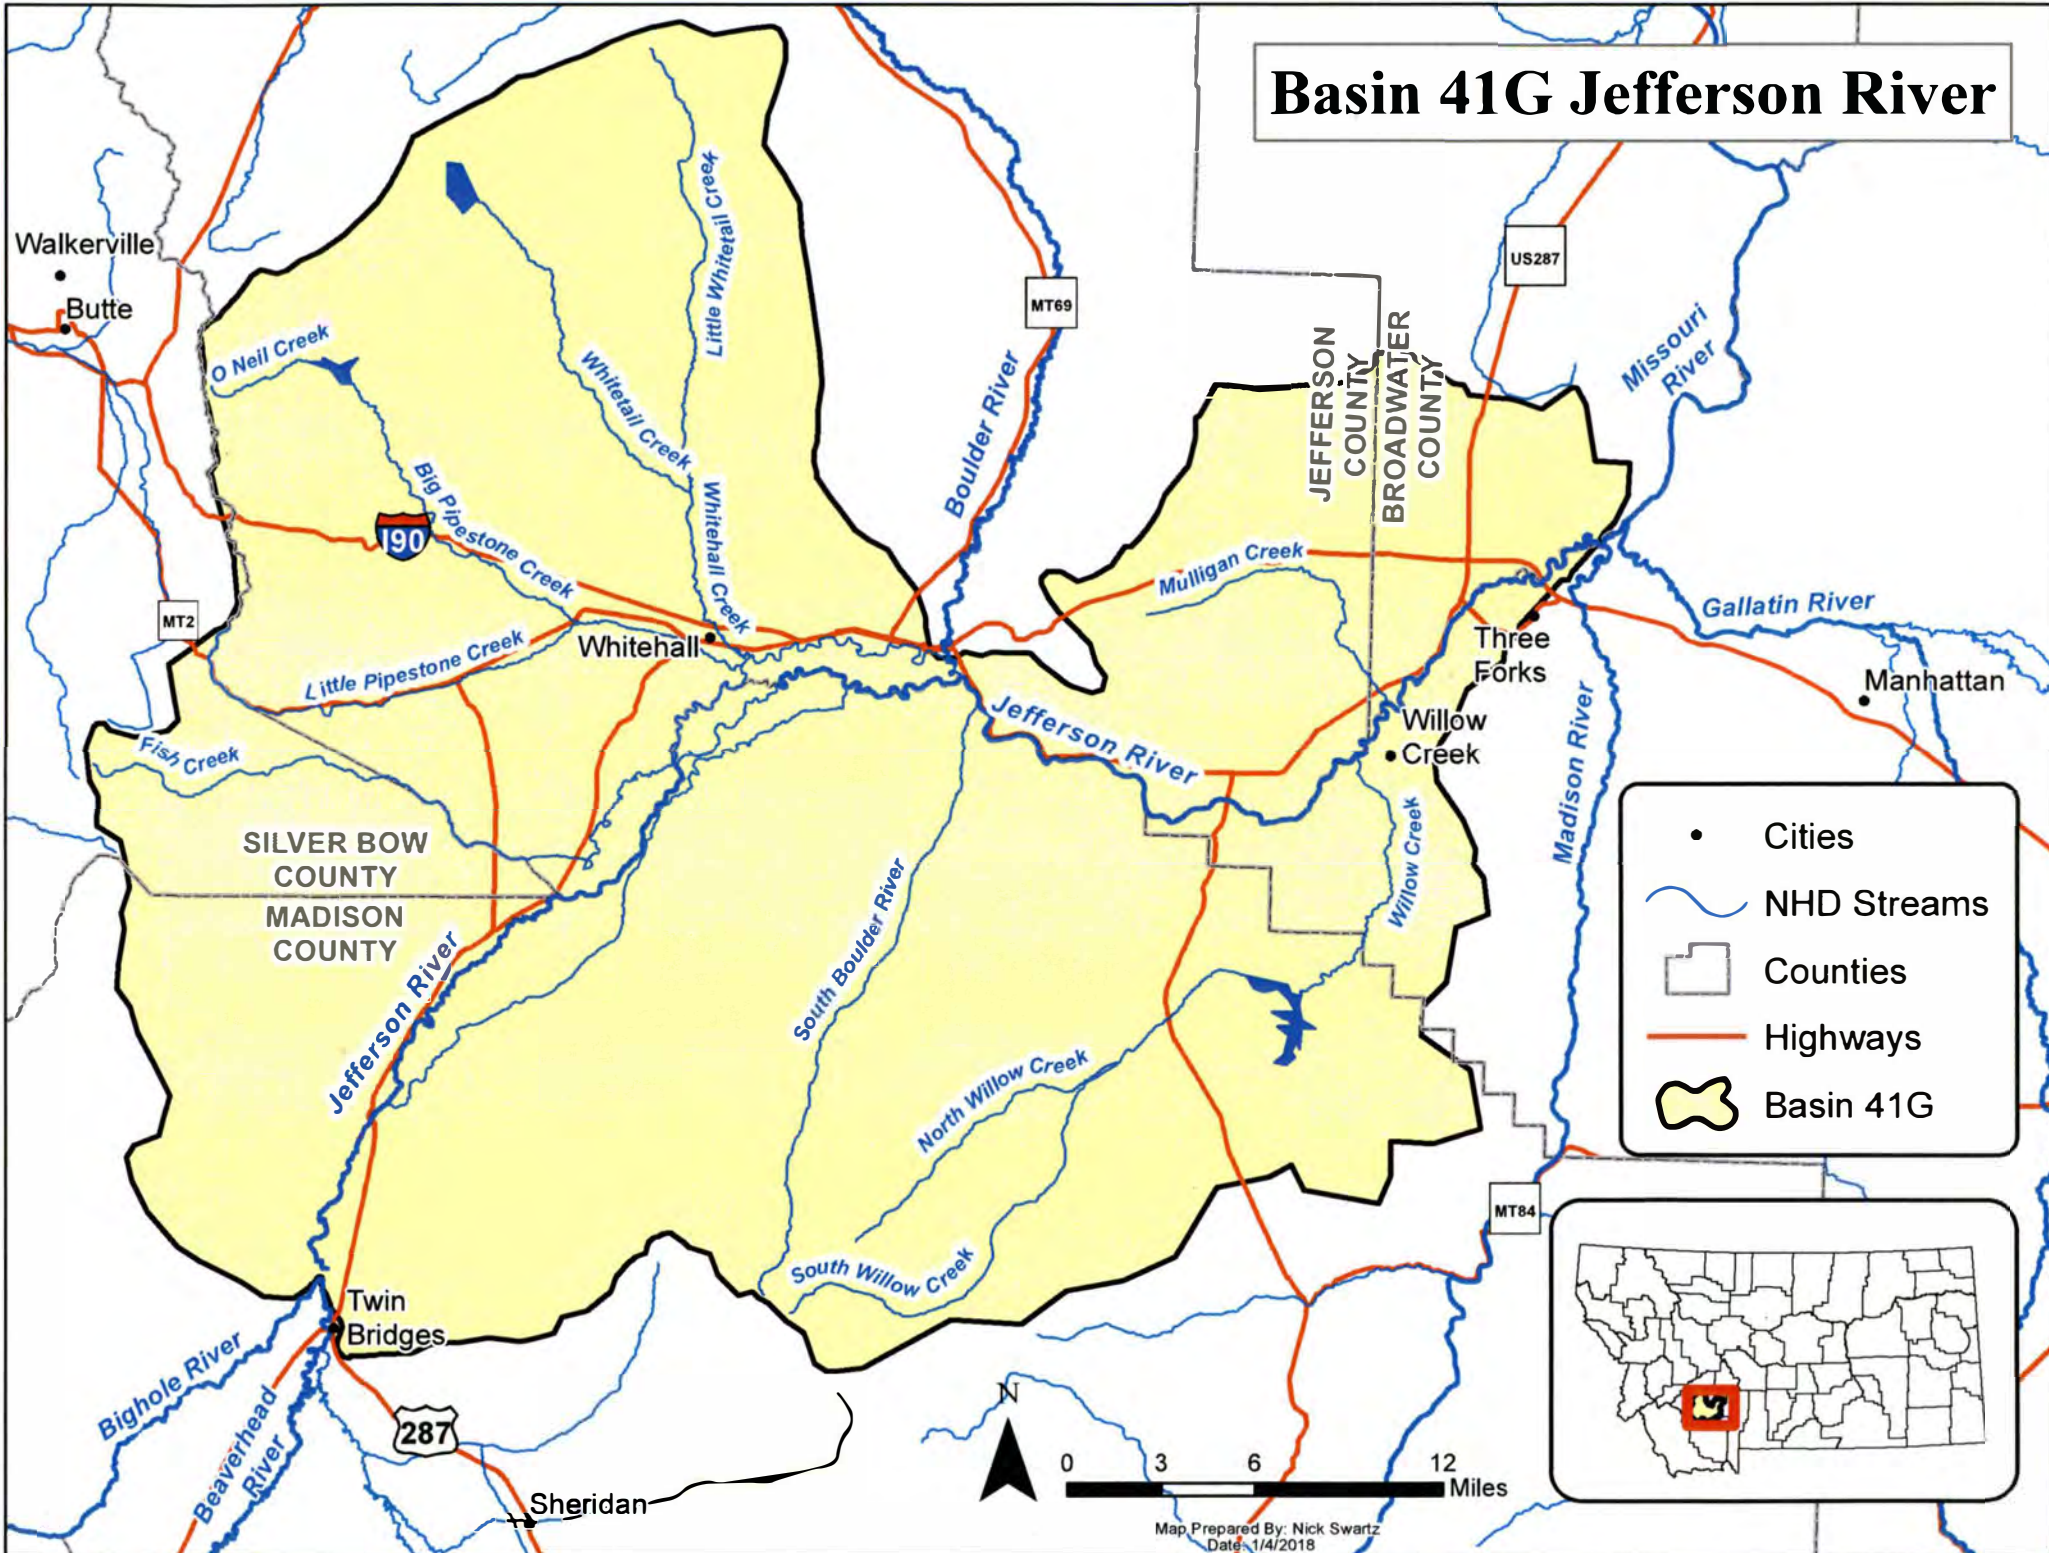 Basin 41G Jefferson River
Walkerville
Butte
O Neil Creek
Little Whitetail Creek
Whitetail Creek
Whitehall Creek
Big Pipestone Creek
I90
MT2
Little Pipestone Creek
Whitehall
Fish Creek
MT69
Boulder River
US287
Missouri
River
JEFFERSON
COUNTY
BROADWATER
COUNTY
Mulligan Creek
Three
Forks
Gallatin River
Manhattan
Madison River
Jefferson River
Willow
Creek
Willow Creek
SILVER BOW
COUNTY
MADISON
COUNTY
Jefferson River
South Boulder River
North Willow Creek
South Willow Creek
Twin
Bridges
Bighole River
Beaverhead
River
287
Sheridan
MT84
Cities
NHD Streams
Counties
Highways
Basin 41G
N
0 3 6 12
Miles
Map Prepared By: Nick Swartz
Date: 1/4/2018